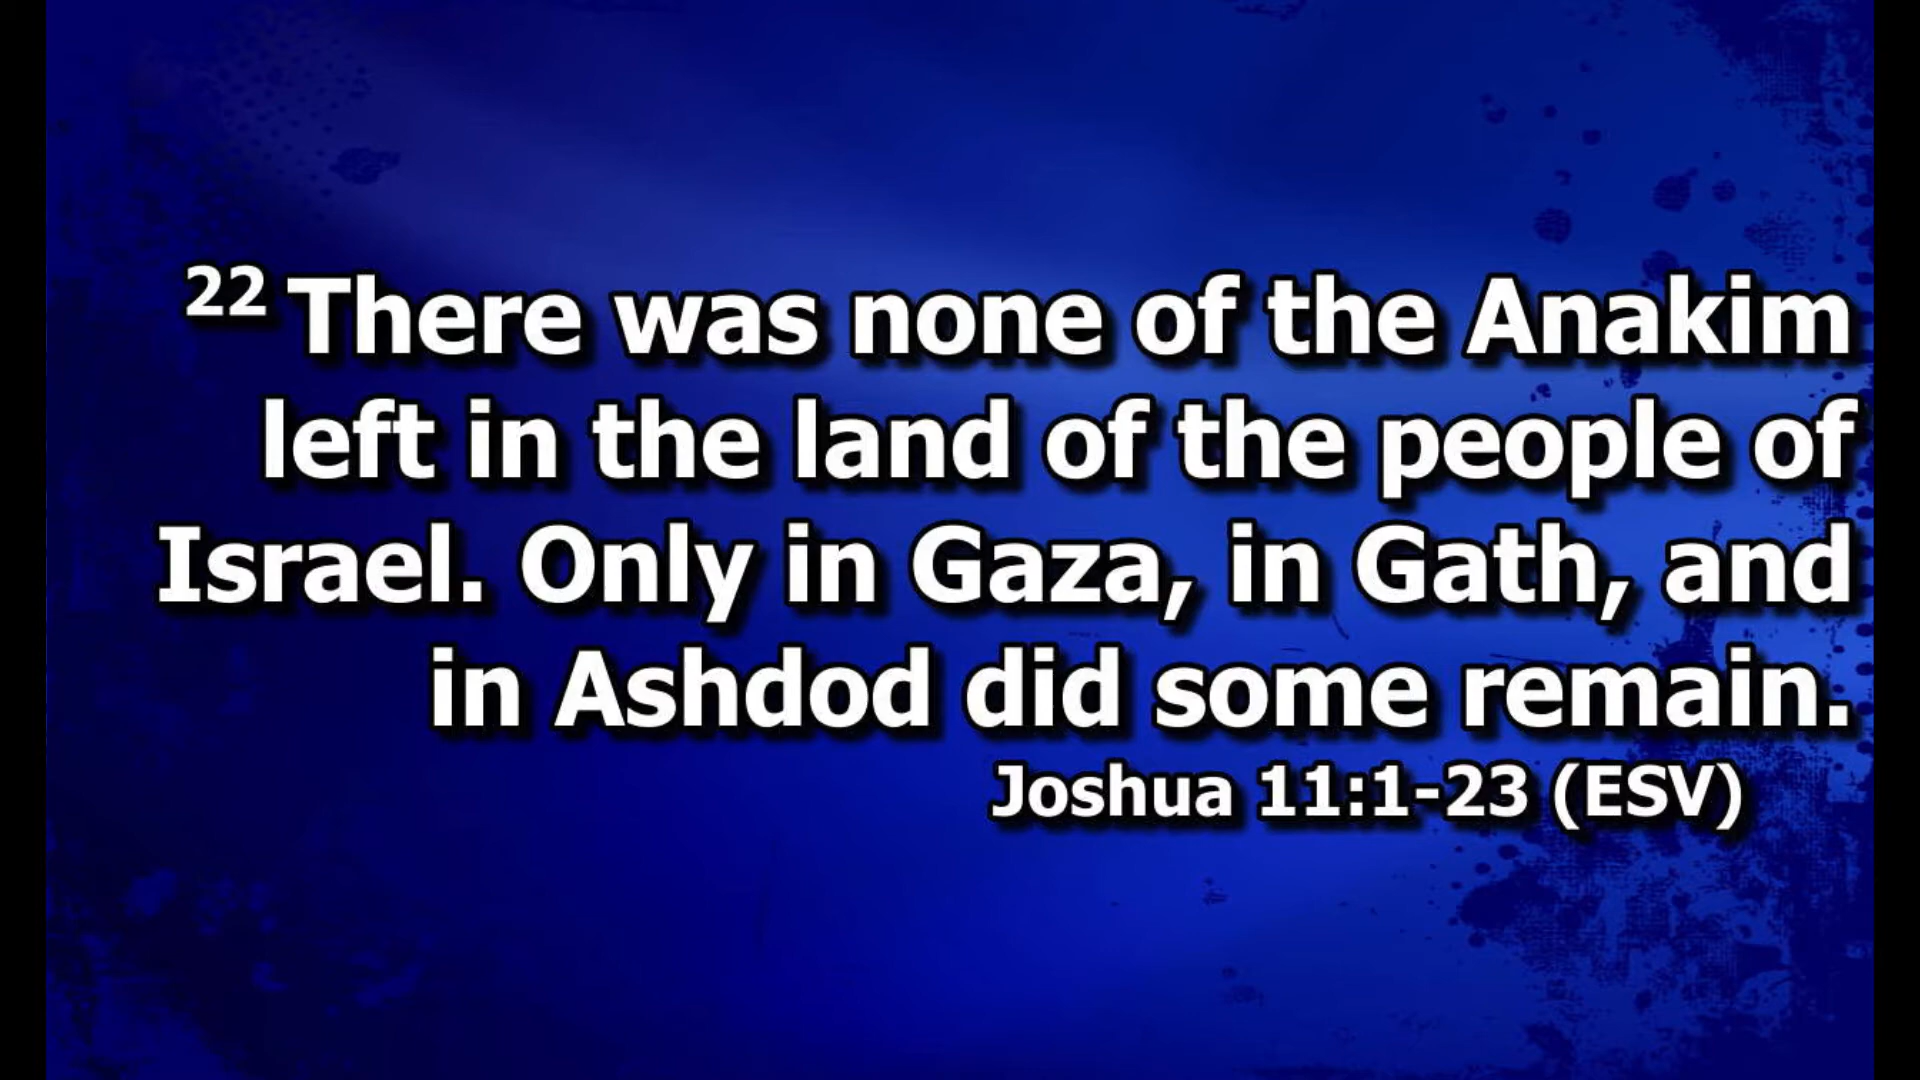 22 There was none of the Anakim
left in the land of the people of
Israel. Only in Gaza, in Gath, and
in Ashdod did some remain.
Joshua 11:1-23 (ESV)